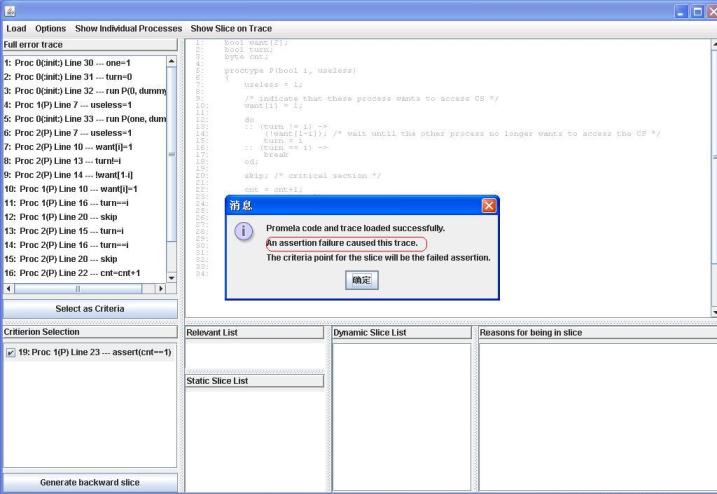 Load Options Show Individual Processes Show Slice on Trace
Full error trace
1: Proc 0(:init:) Line 30 --- one=1
2: Proc 0(:init:) Line 31 --- turn=0
3: Proc 0(:init:) Line 32 --- run P(0, dummy
4: Proc 1(P) Line 7 --- useless=1
5: Proc 0(:init:) Line 33 --- run P(one, dum
6: Proc 2(P) Line 7 --- useless=1
7: Proc 2(P) Line 10 --- want[i]=1
8: Proc 2(P) Line 13 --- turn!=i
9: Proc 2(P) Line 14 --- !want[1-i]
10: Proc 1(P) Line 10 --- want[i]=1
11: Proc 1(P) Line 16 --- turn==i
12: Proc 1(P) Line 20 --- skip
13: Proc 2(P) Line 15 --- turn=i
14: Proc 2(P) Line 16 --- turn==i
15: Proc 2(P) Line 20 --- skip
16: Proc 2(P) Line 22 --- cnt=cnt+1
Select as Criteria
1: bool want[2];
2: bool turn;
3: byte cnt;
4:
5: proctype P(bool i, useless)
6: {
7: useless = 1;
8:
9: /* indicate that these process wants to access CS */
10: want[i] = 1;
11:
12: do
13: :: (turn != i) ->
14: (!want[1-i]); /* wait until the other process no longer wants to access the CS */
15: turn = i
16: :: (turn == i) ->
17: break
18: od;
19:
20: skip; /* critical section */
21:
22: cnt = cnt+1;
消息
Promela code and trace loaded successfully.
An assertion failure caused this trace.
The criteria point for the slice will be the failed assertion.
确定
Critierion Selection
19: Proc 1(P) Line 23 --- assert(cnt==1)
Generate backward slice
Relevant List
Static Slice List
Dynamic Slice List
Reasons for being in slice